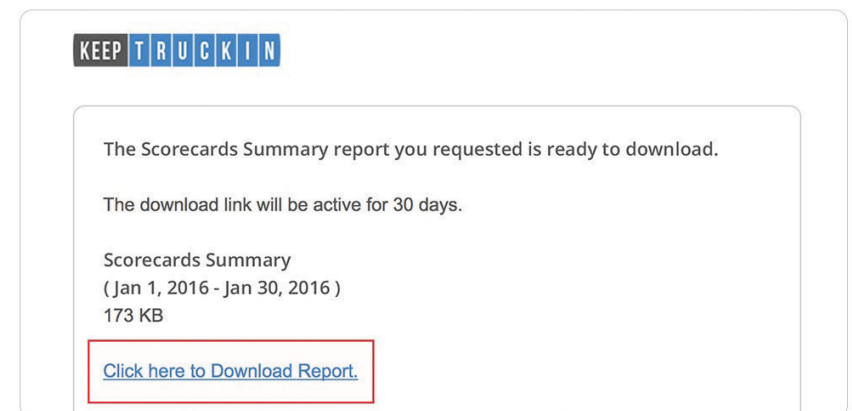 KEEP TRUCKIN
The Scorecards Summary report you requested is ready to download.
The download link will be active for 30 days.
Scorecards Summary
( Jan 1, 2016 - Jan 30, 2016 )
173 KB
Click here to Download Report.